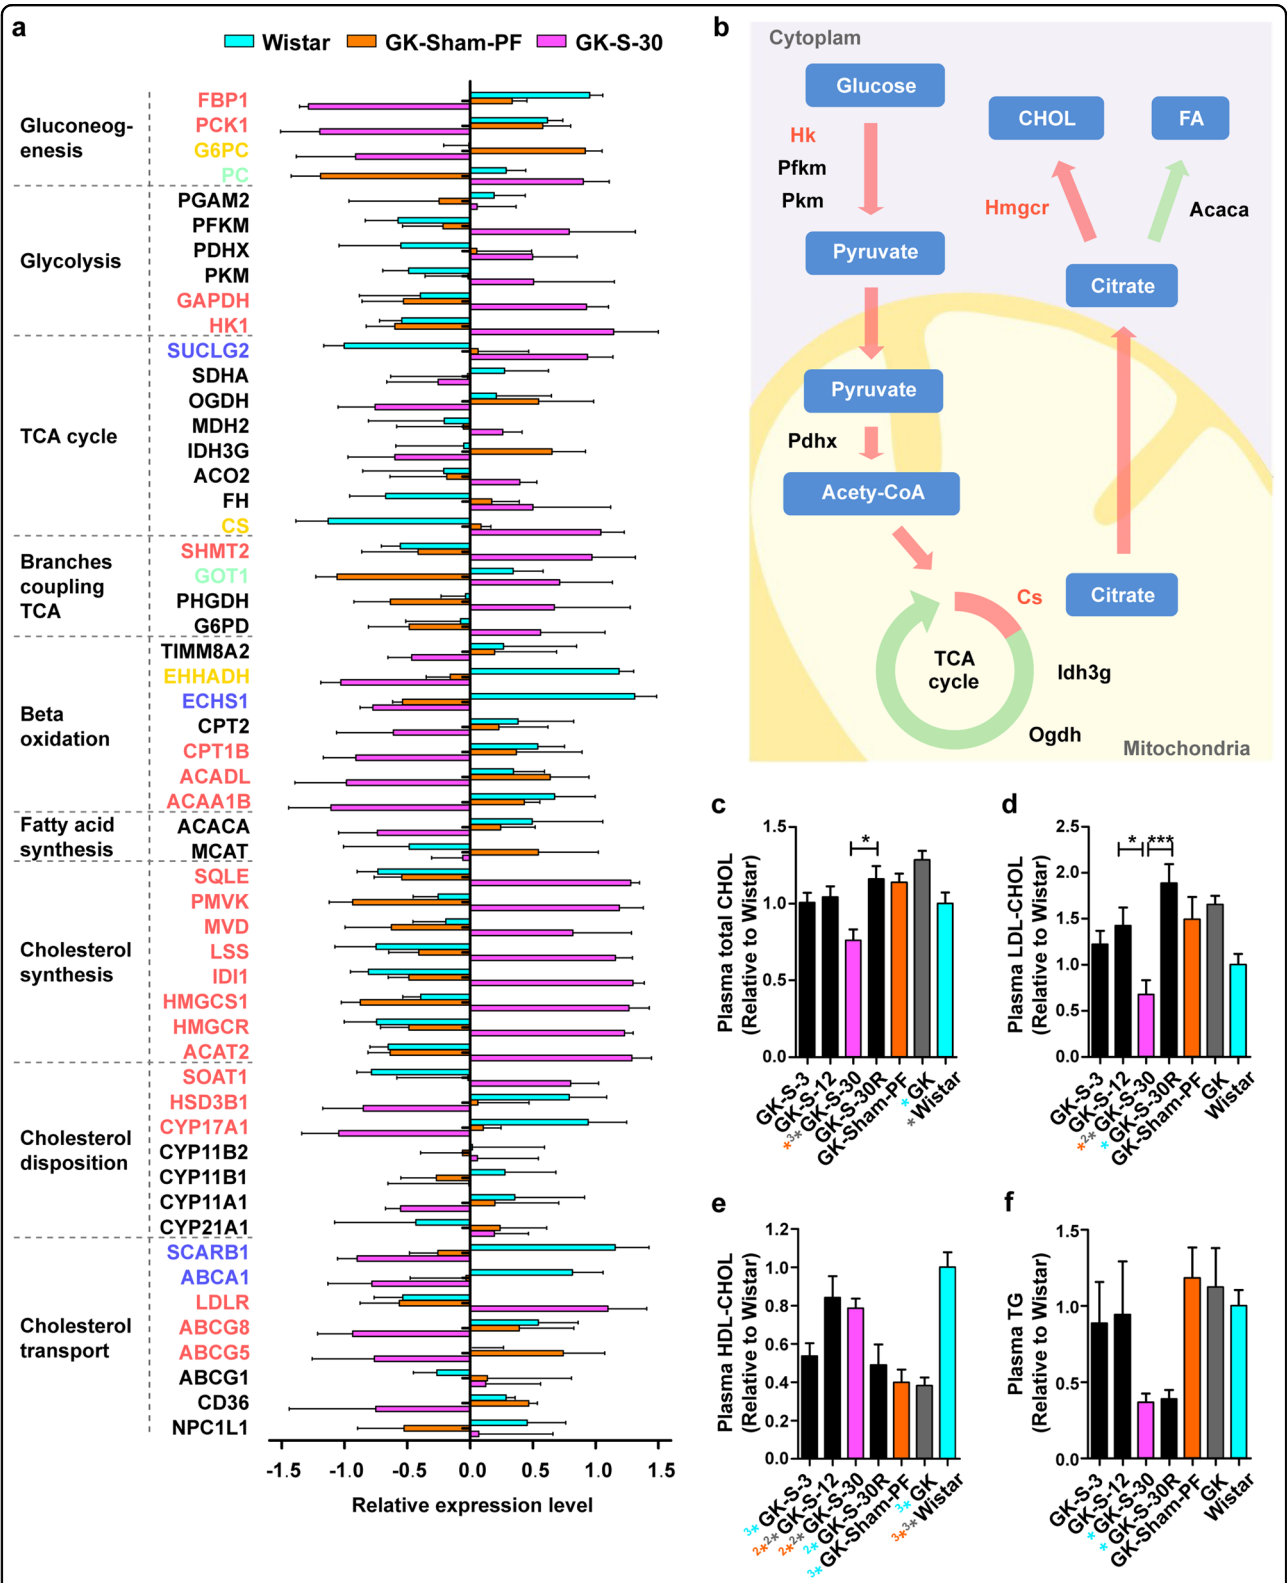 a
Wistar GK-Sham-PF GK-S-30
Gluconeog-
enesis
FBP1
PCK1
G6PC
PC
Glycolysis
PGAM2
PFKM
PDHX
PKM
GAPDH
HK1
TCA cycle
SUCLG2
SDHA
OGDH
MDH2
IDH3G
ACO2
FH
CS
Branches
coupling
TCA
SHMT2
GOT1
PHGDH
G6PD
Beta
oxidation
TIMM8A2
EHHADH
ECHS1
CPT2
CPT1B
ACADL
ACAA1B
Fatty acid
synthesis
ACACA
MCAT
Cholesterol
synthesis
SQLE
PMVK
MVD
LSS
IDI1
HMGCS1
HMGCR
ACAT2
Cholesterol
disposition
SOAT1
HSD3B1
CYP17A1
CYP11B2
CYP11B1
CYP11A1
CYP21A1
Cholesterol
transport
SCARB1
ABCA1
LDLR
ABCG8
ABCG5
ABCG1
CD36
NPC1L1
-1.5 -1.0 -0.5 0.0 0.5 1.0 1.5
Relative expression level
b
Cytoplam
Glucose
CHOL FA
Hk
Pfkm
Pkm
Hmgcr
Acaca
Pyruvate
Citrate
Pyruvate
Pdhx
Acety-CoA
Cs
Citrate
TCA
cycle
Idh3g
Ogdh
Mitochondria
c
Plasma total CHOL
(Relative to Wistar)
1.5
1.0
0.5
0.0
*
GK-S-3
GK-S-12
*3*GK-S-30
GK-S-30R
GK-Sham-PF
*GK
*Wistar
d
Plasma LDL-CHOL
(Relative to Wistar)
2.5
2.0
1.5
1.0
0.5
0.0
* ***
GK-S-3
GK-S-12
*2*GK-S-30
*GK-S-30R
GK-Sham-PF
GK
Wistar
e
Plasma HDL-CHOL
(Relative to Wistar)
1.2
1.0
0.8
0.6
0.4
0.2
0.0
3*GK-S-3
2*2*GK-S-12
2*2*GK-S-30
2*GK-S-30R
3*GK-Sham-PF
3*GK
3*3*Wistar
f
Plasma TG
(Relative to Wistar)
1.5
1.0
0.5
0.0
GK-S-3
GK-S-12
*GK-S-30
*GK-S-30R
GK-Sham-PF
GK
Wistar